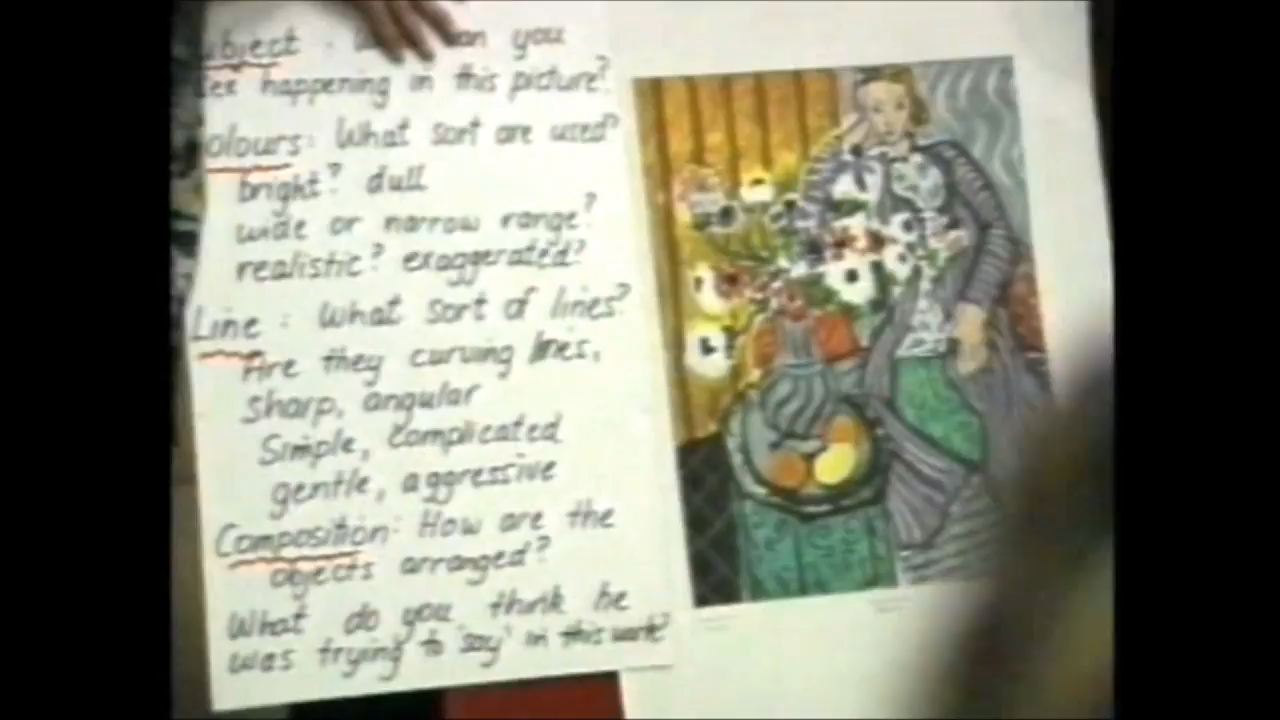 ubject : an you
see happening in this picture?
olours: What sort are used?
bright? dull
wide or narrow range?
realistic? exaggerated?
Line : What sort of lines?
Are they curving lines,
Sharp, angular
Simple, complicated
gentle, aggressive
Composition: How are the
objects arranged?
What do you think he
was trying to 'say' in this work?